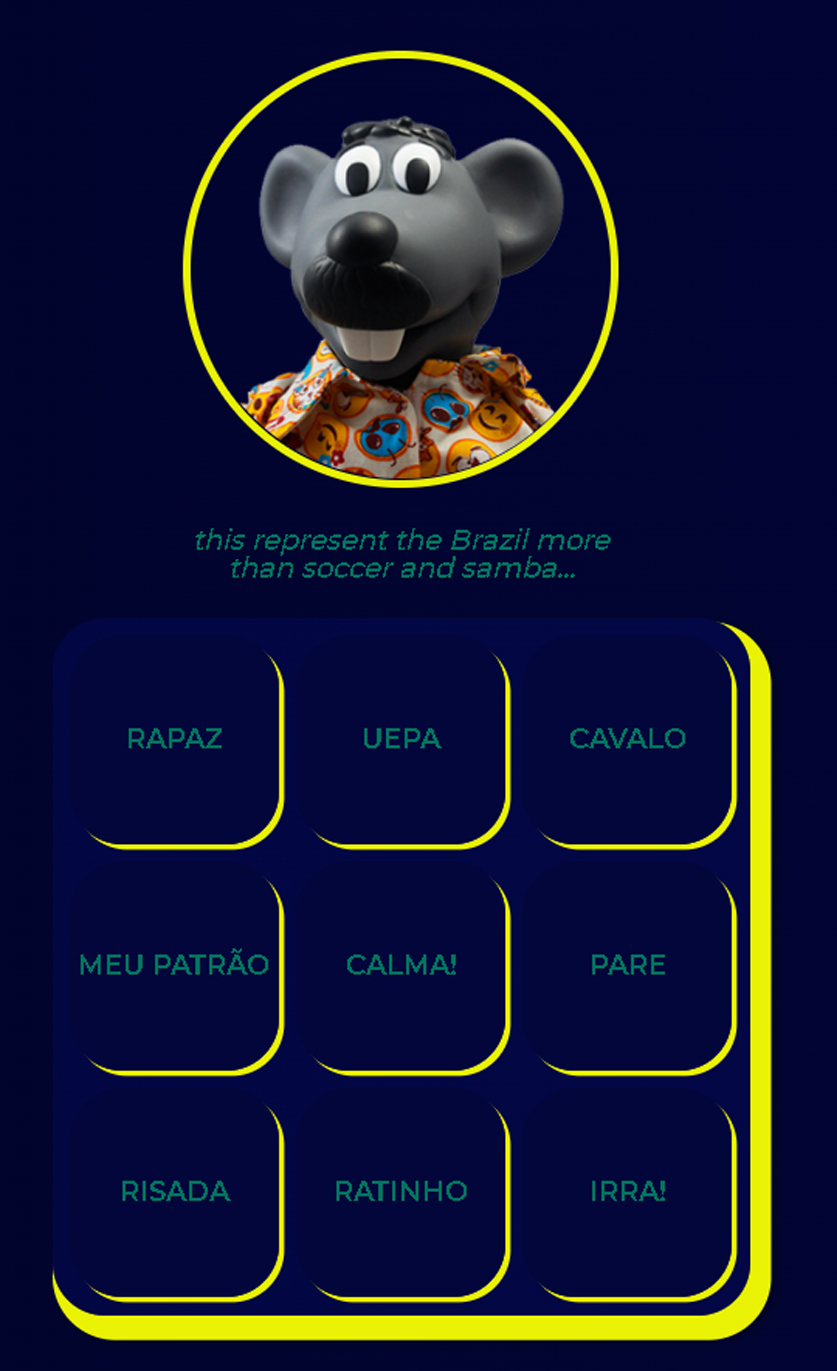 this represent the Brazil more
than soccer and samba...
RAPAZ
UEPA
CAVALO
MEU PATRÃO
CALMA!
PARE
RISADA
RATINHO
IRRA!